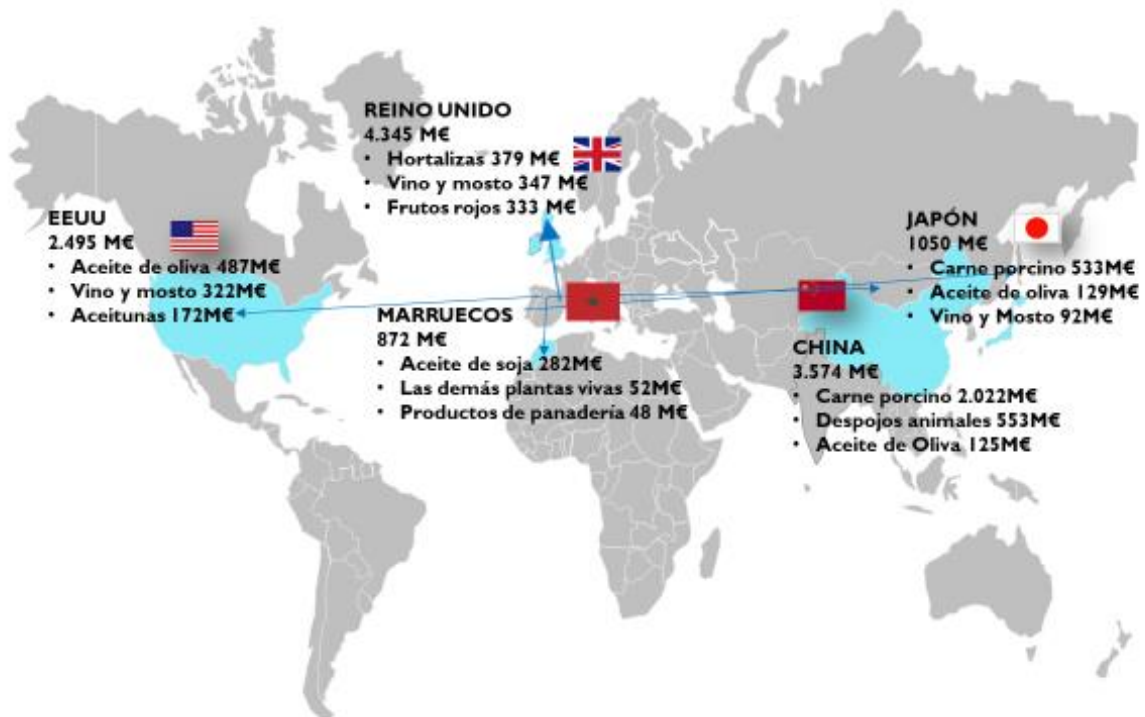 REINO UNIDO
4.345 M€
• Hortalizas 379 M€
• Vino y mosto 347 M€
• Frutos rojos 333 M€
EEUU
2.495 M€
• Aceite de oliva 487M€
• Vino y mosto 322M€
• Aceitunas 172M€
MARRUECOS
872 M€
• Aceite de soja 282M€
• Las demás plantas vivas 52M€
• Productos de panadería 48 M€
JAPÓN
1050 M€
• Carne porcino 533M€
• Aceite de oliva 129M€
• Vino y Mosto 92M€
CHINA
3.574 M€
• Carne porcino 2.022M€
• Despojos animales 553M€
• Aceite de Oliva 125M€